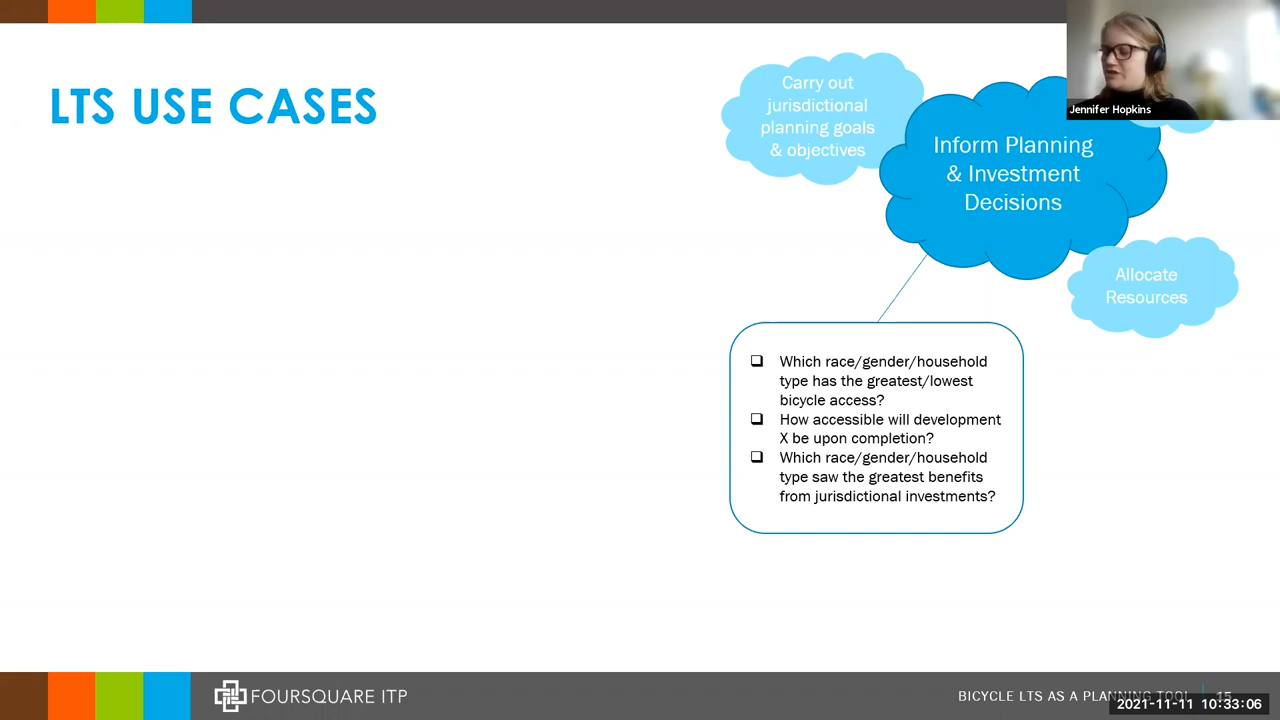 LTS USE CASES
Carry out
jurisdictional
planning goals
& objectives
Inform Planning
& Investment
Decisions
Jennifer Hopkins
Allocate
Resources
Which race/gender/household
type has the greatest/lowest
bicycle access?
How accessible will development
X be upon completion?
Which race/gender/household
type saw the greatest benefits
from jurisdictional investments?
FOURSQUARE ITP
BICYCLE LTS AS A PLANNING TOOL
15
2021-11-11 10:33:06